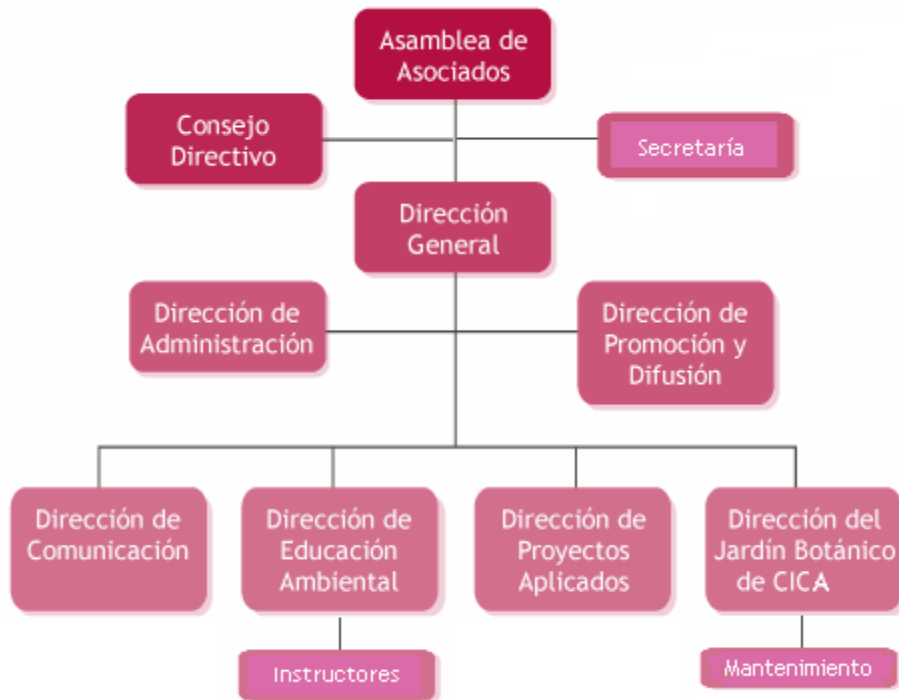 Asamblea de
Asociados
Consejo
Directivo
Secretaría
Dirección
General
Dirección de
Administración
Dirección de
Promoción y
Difusión
Dirección de
Comunicación
Dirección de
Educación
Ambiental
Dirección de
Proyectos
Aplicados
Dirección del
Jardín Botánico
de CICA
Instructores
Mantenimiento